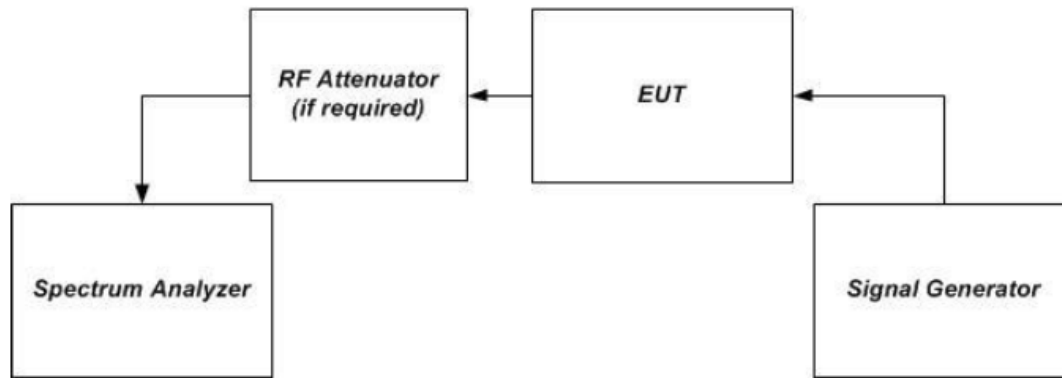 RF Attenuator
(if required)
EUT
Spectrum Analyzer
Signal Generator